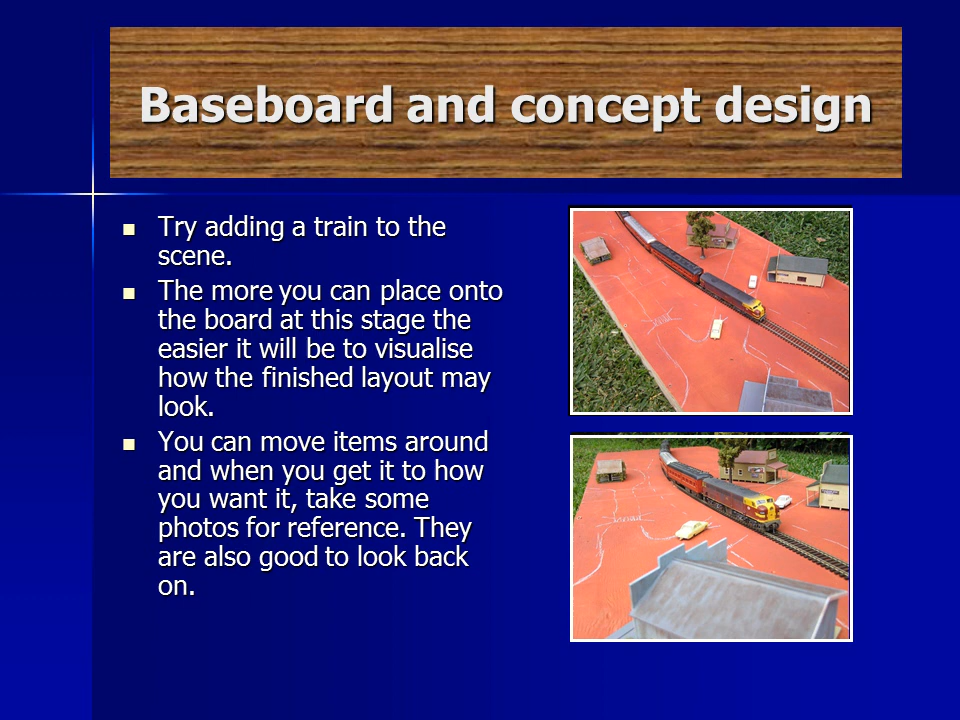 Baseboard and concept design
Try adding a train to the
scene.
The more you can place onto
the board at this stage the
easier it will be to visualise
how the finished layout may
look.
You can move items around
and when you get it to how
you want it, take some
photos for reference. They
are also good to look back
on.